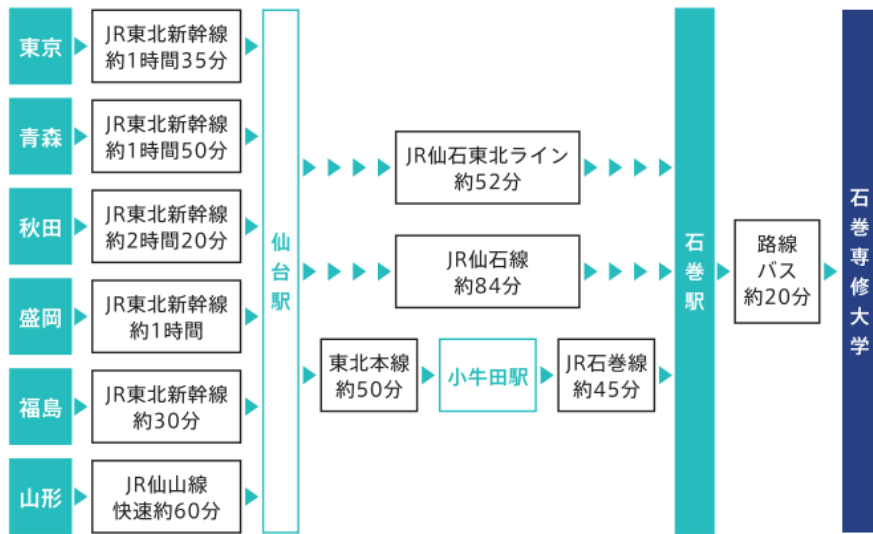 東京
JR東北新幹線
約1時間35分
青森
JR東北新幹線
約1時間50分
秋田
JR東北新幹線
約2時間20分
盛岡
JR東北新幹線
約1時間
福島
JR東北新幹線
約30分
山形
JR仙山線
快速約60分
仙台駅
JR仙石東北ライン
約52分
JR仙石線
約84分
東北本線
約50分
小牛田駅
JR石巻線
約45分
石巻駅
路線
バス
約20分
石巻専修大学